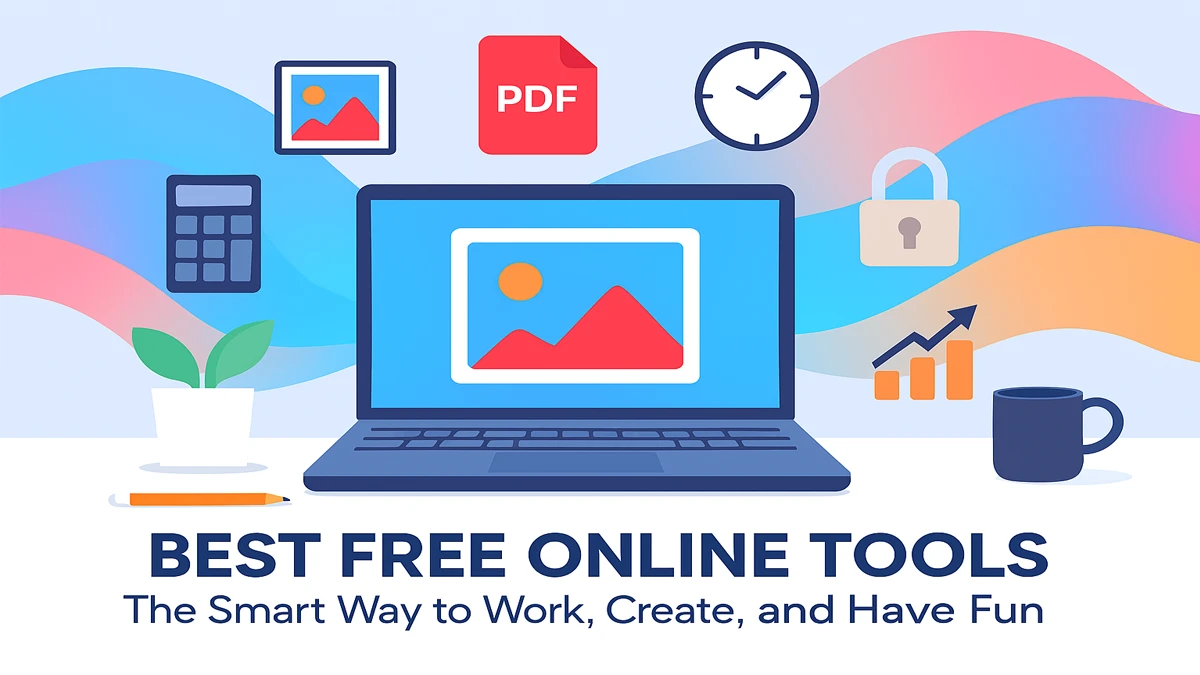 PDF
BEST FREE ONLINE TOOLS
The Smart Way to Work, Create, and Have Fun